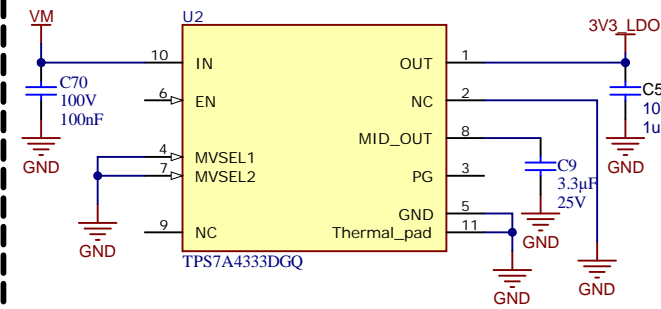 VM
U2
3V3_LDO
10
IN
OUT
1
C70
100V
100nF
6
EN
NC
2
C5
10
1u
MID_OUT
8
4
MVSEL1
7
MVSEL2
PG
3
C9
3.3µF
25V
GND
GND
GND
5
9
NC
Thermal_pad
11
GND
GND
TPS7A4333DGQ
GND
GND